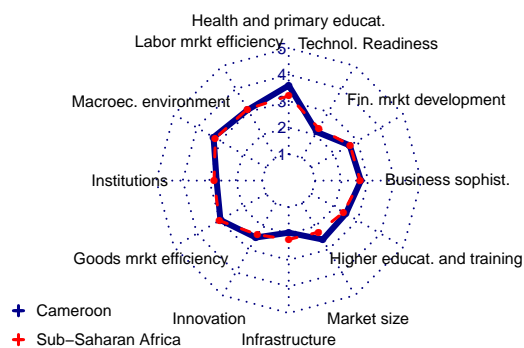 Health and primary educat.
Labor mrkt efficiency
Technol. Readiness
5
4
3
2
1
Macroec. environment
Fin. mrkt development
Institutions
Business sophist.
Goods mrkt efficiency
Higher educat. and training
Innovation
Market size
Infrastructure
Cameroon
Sub−Saharan Africa